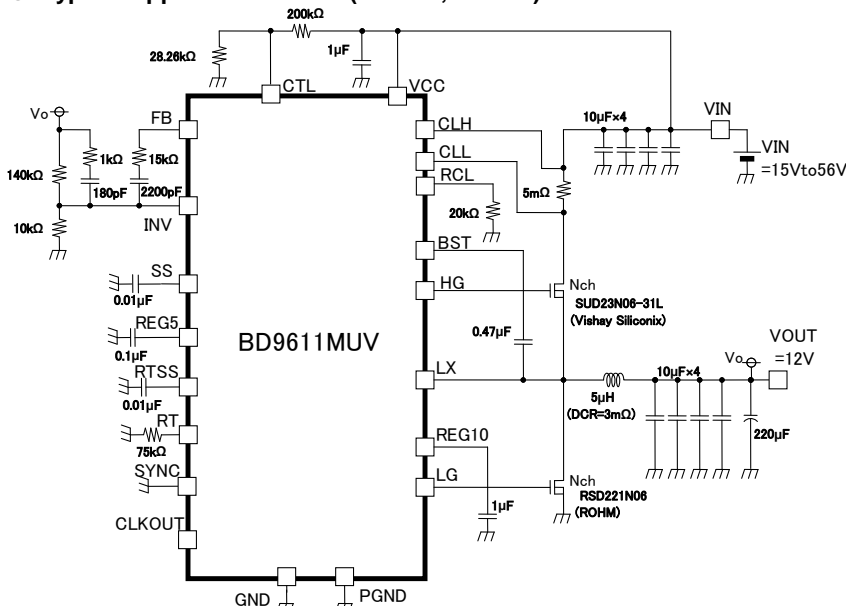 200kΩ
28.26kΩ
1μF
CTL
VCC
Vo
FB
1kΩ
15kΩ
140kΩ
180pF
2200pF
10kΩ
INV
SS
0.01μF
REG5
0.1μF
RTSS
0.01μF
RT
75kΩ
SYNC
CLKOUT
BD9611MUV
GND
PGND
CLH
CLL
RCL
20kΩ
BST
HG
0.47μF
LX
REG10
LG
1μF
10μF×4
VIN
VIN
=15Vto56V
5mΩ
Nch
SUD23N06-31L
(Vishay Siliconix)
VOUT
=12V
Vo
10μF×4
5μH
(DCR=3mΩ)
220μF
Nch
RSD221N06
(ROHM)